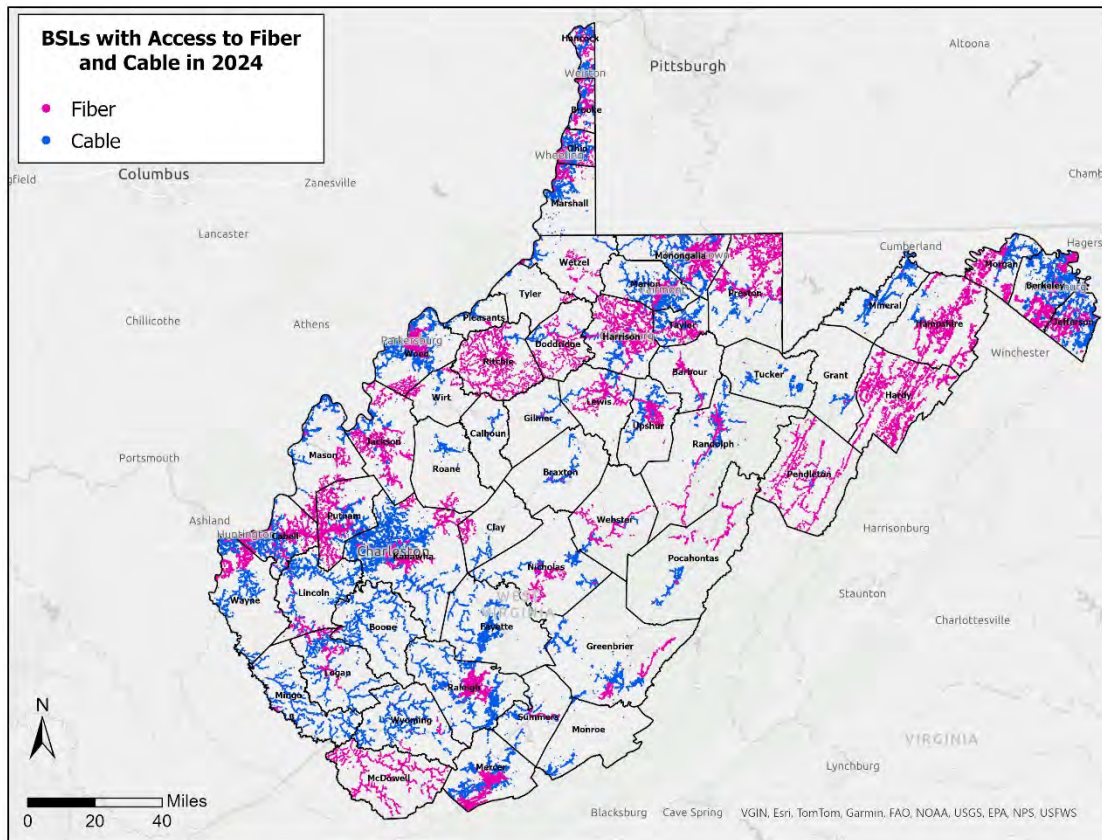 BSLs with Access to Fiber
and Cable in 2024
Fiber
Cable
Hancock
Weirton
Pittsburgh
Altoona
Brooke
Ohio
Wheeling
Columbus
Zanesville
Marshall
Lancaster
Cumberland
Wetzel
Monongalia
Morgan
Marion
Fairmont
Preston
Berkeley
Tyler
Mineral
Hampshire
Jefferson
Chillicothe
Athens
Pleasants
Taylor
Parkersburg
Wood
Harrison
Doddridge
Ritchie
Winchester
Barbour
Tucker
Grant
Wirt
Lewis
Hardy
Gilmer
Upshur
Calhoun
Jackson
Randolph
Portsmouth
Mason
Roane
Braxton
Pendleton
Ashland
Putnam
Webster
Clay
Harrisonburg
Huntington
Cabell
Charleston
Kanawha
Pocahontas
Nicholas
Lincoln
Wayne
WEST
VIRGINIA
Staunton
Boone
Fayette
Charlottesville
Greenbrier
Logan
Raleigh
Mingo
Wyoming
Summers
Monroe
N
VIRGINIA
McDowell
Mercer
Lynchburg
0 20 40 Miles
Blacksburg Cave Spring VGIN, Esri, TomTom, Garmin, FAO, NOAA, USGS, EPA, NPS, USFWS